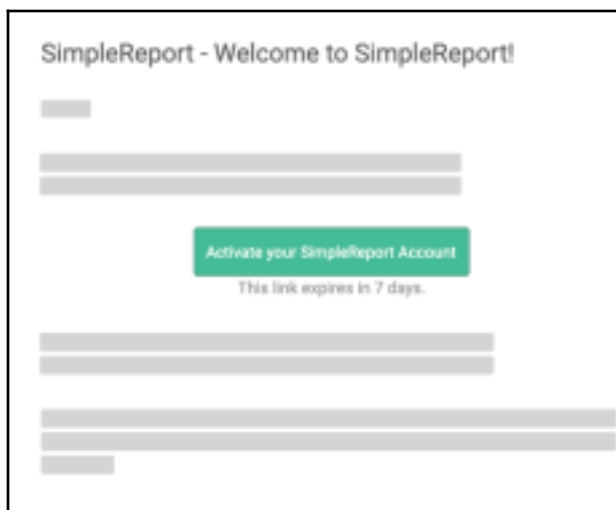 SimpleReport - Welcome to SimpleReport!
Activate your SimpleReport Account
This link expires in 7 days.